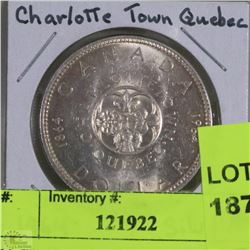 Charlotte Town Quebec
CANADA
1864
1964
QUEBEC
DOLLAR
LOT
187
#:
Inventory #:
121922